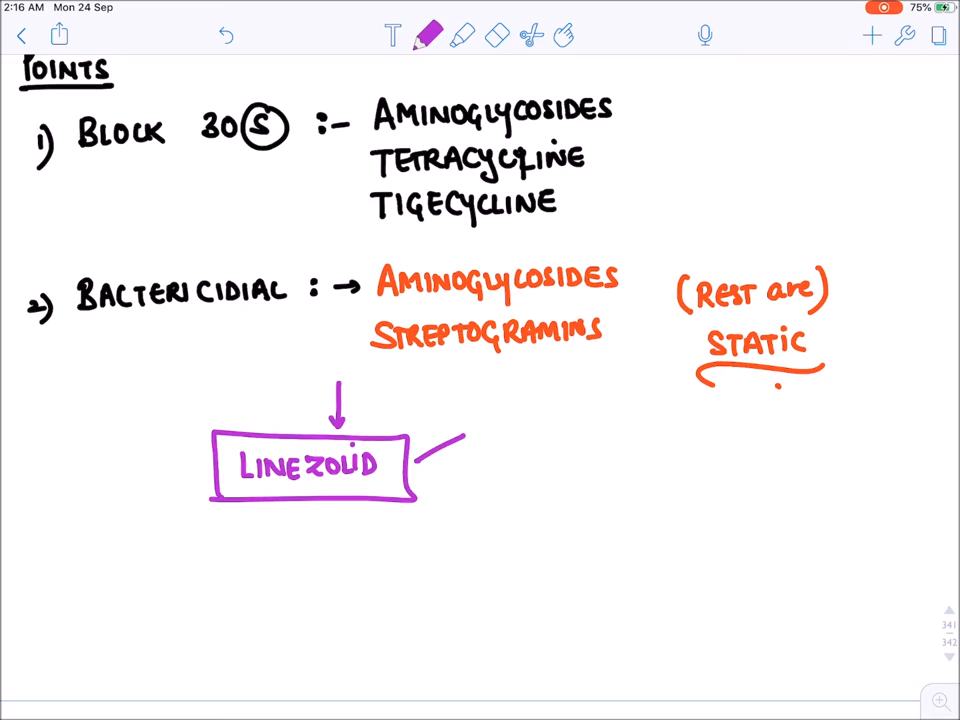 2:16 AM Mon 24 Sep
75%
T
POINTS
1) BLOCK 30 S :- AMINOGLYCOSIDES
TETRACYCLINE
TIGECYCLINE
2) BACTERICIDIAL : → AMINOGLYCOSIDES (REST are)
STREPTOGRAMINS STATIC
LINEZOLID
341
342